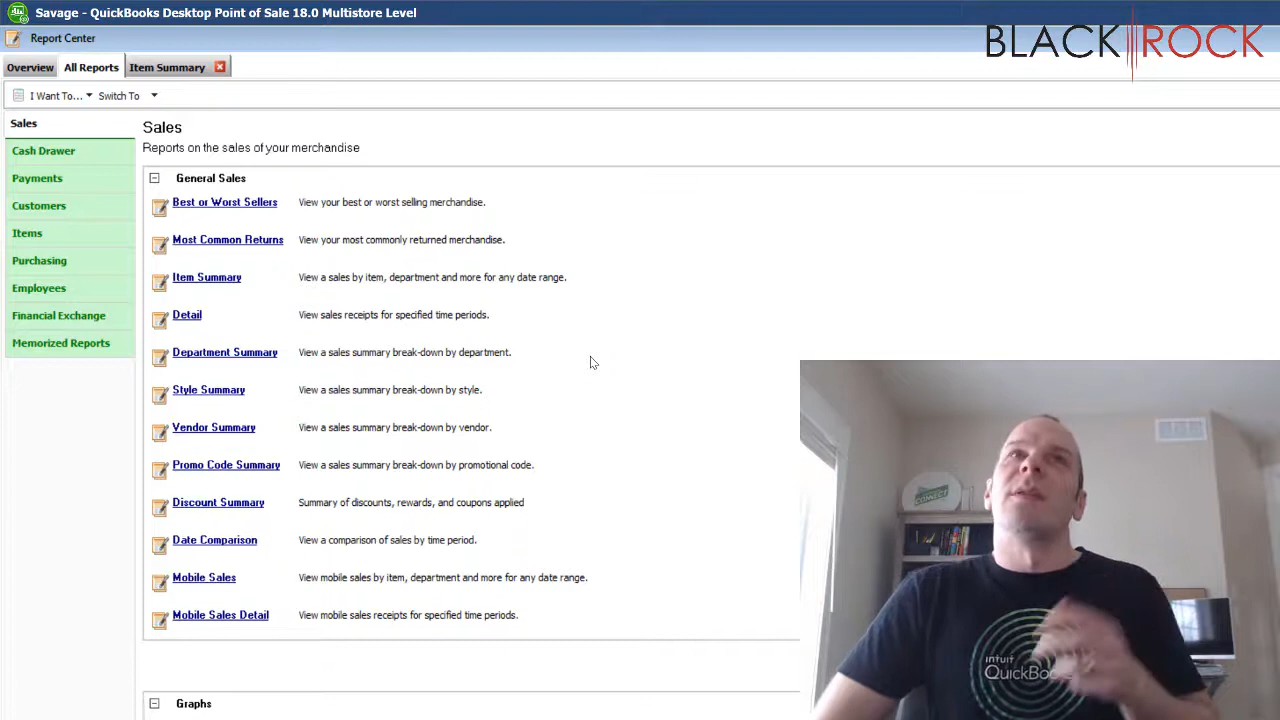 Savage - QuickBooks Desktop Point of Sale 18.0 Multistore Level
BLACK ROCK
Report Center
Overview All Reports Item Summary
I Want To... Switch To
Sales
Cash Drawer
Payments
Customers
Items
Purchasing
Employees
Financial Exchange
Memorized Reports
Sales
Reports on the sales of your merchandise
General Sales
Best or Worst Sellers View your best or worst selling merchandise.
Most Common Returns View your most commonly returned merchandise.
Item Summary View a sales by item, department and more for any date range.
Detail View sales receipts for specified time periods.
Department Summary View a sales summary break-down by department.
Style Summary View a sales summary break-down by style.
Vendor Summary View a sales summary break-down by vendor.
Promo Code Summary View a sales summary break-down by promotional code.
Discount Summary Summary of discounts, rewards, and coupons applied
Date Comparison View a comparison of sales by time period.
Mobile Sales View mobile sales by item, department and more for any date range.
Mobile Sales Detail View mobile sales receipts for specified time periods.
Graphs
CONNECT
intuit